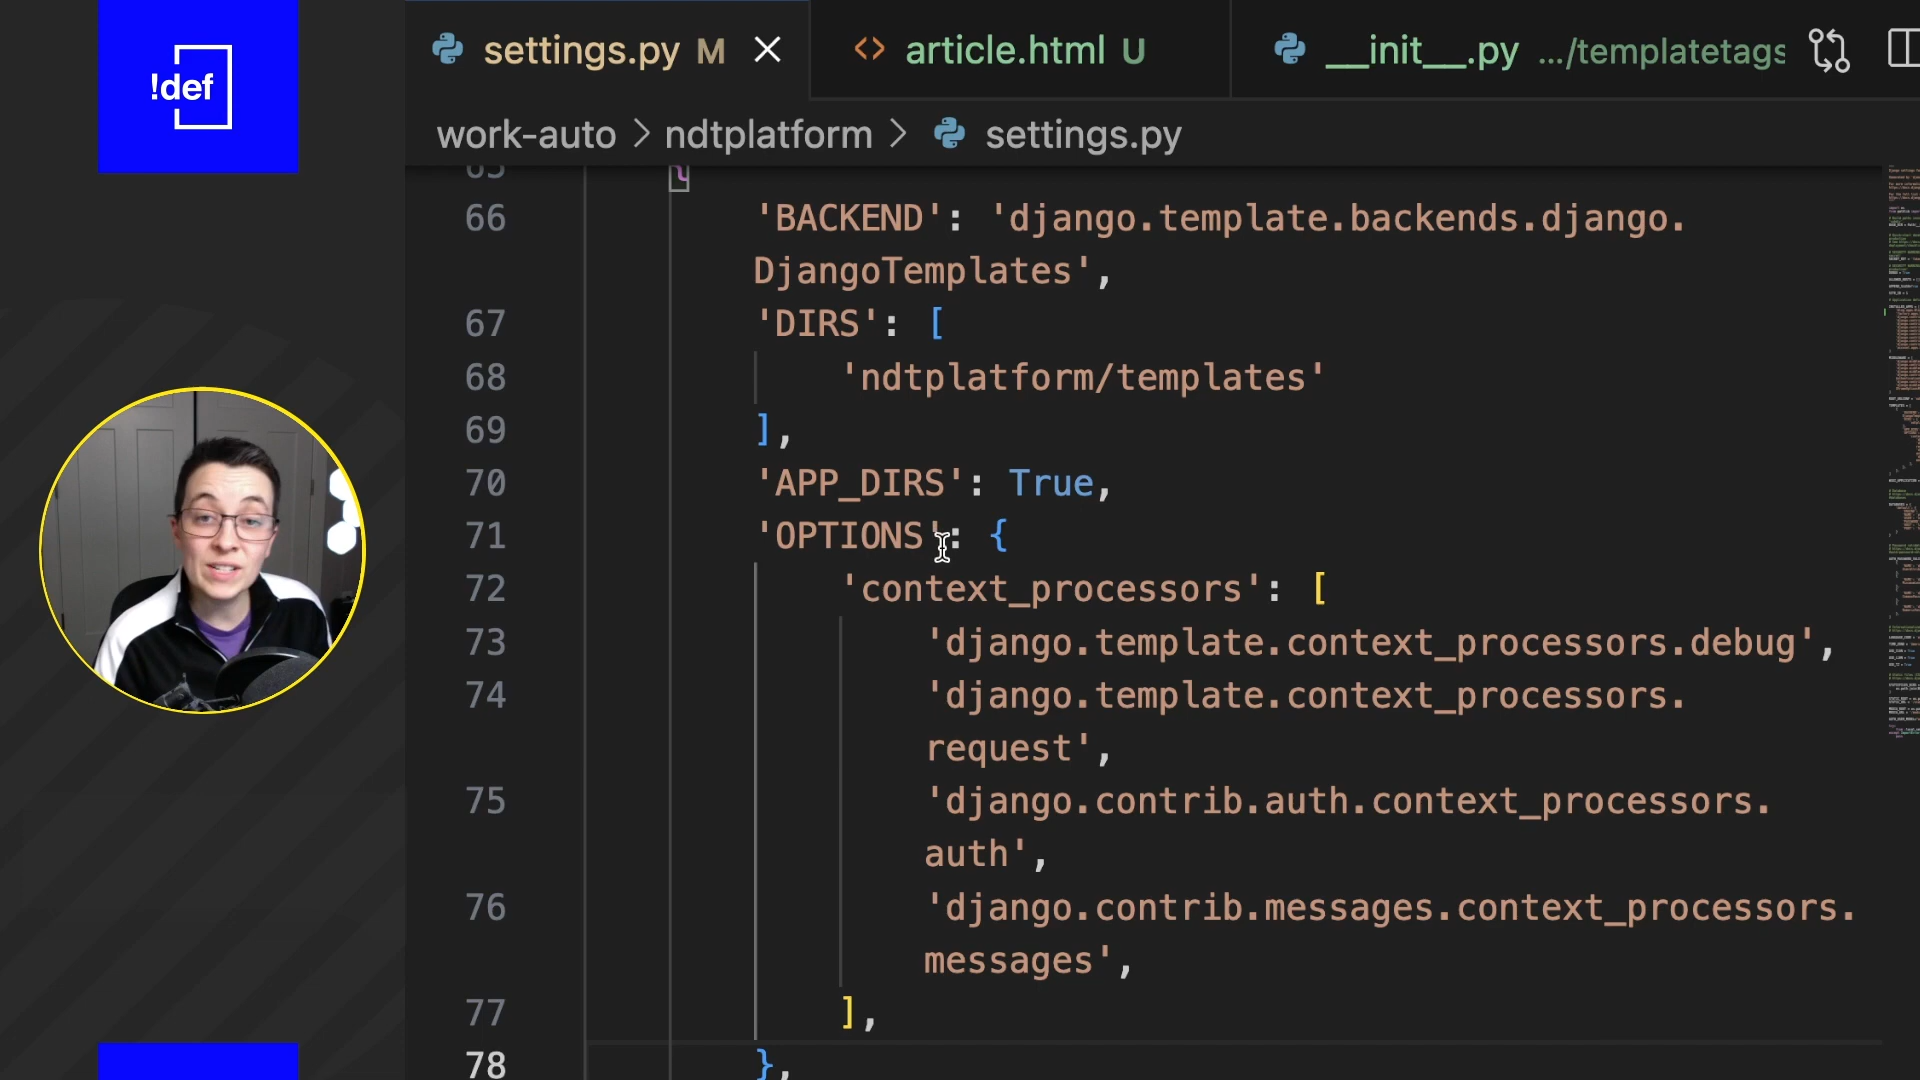 !def
settings.py M
article.html U
__init__.py .../templatetags
work-auto > ndtplatform > settings.py
65 {
66 'BACKEND': 'django.template.backends.django.
DjangoTemplates',
67 'DIRS': [
68 'ndtplatform/templates'
69 ],
70 'APP_DIRS': True,
71 'OPTIONS': {
72 'context_processors': [
73 'django.template.context_processors.debug',
74 'django.template.context_processors.
request',
75 'django.contrib.auth.context_processors.
auth',
76 'django.contrib.messages.context_processors.
messages',
77 ],
78 },